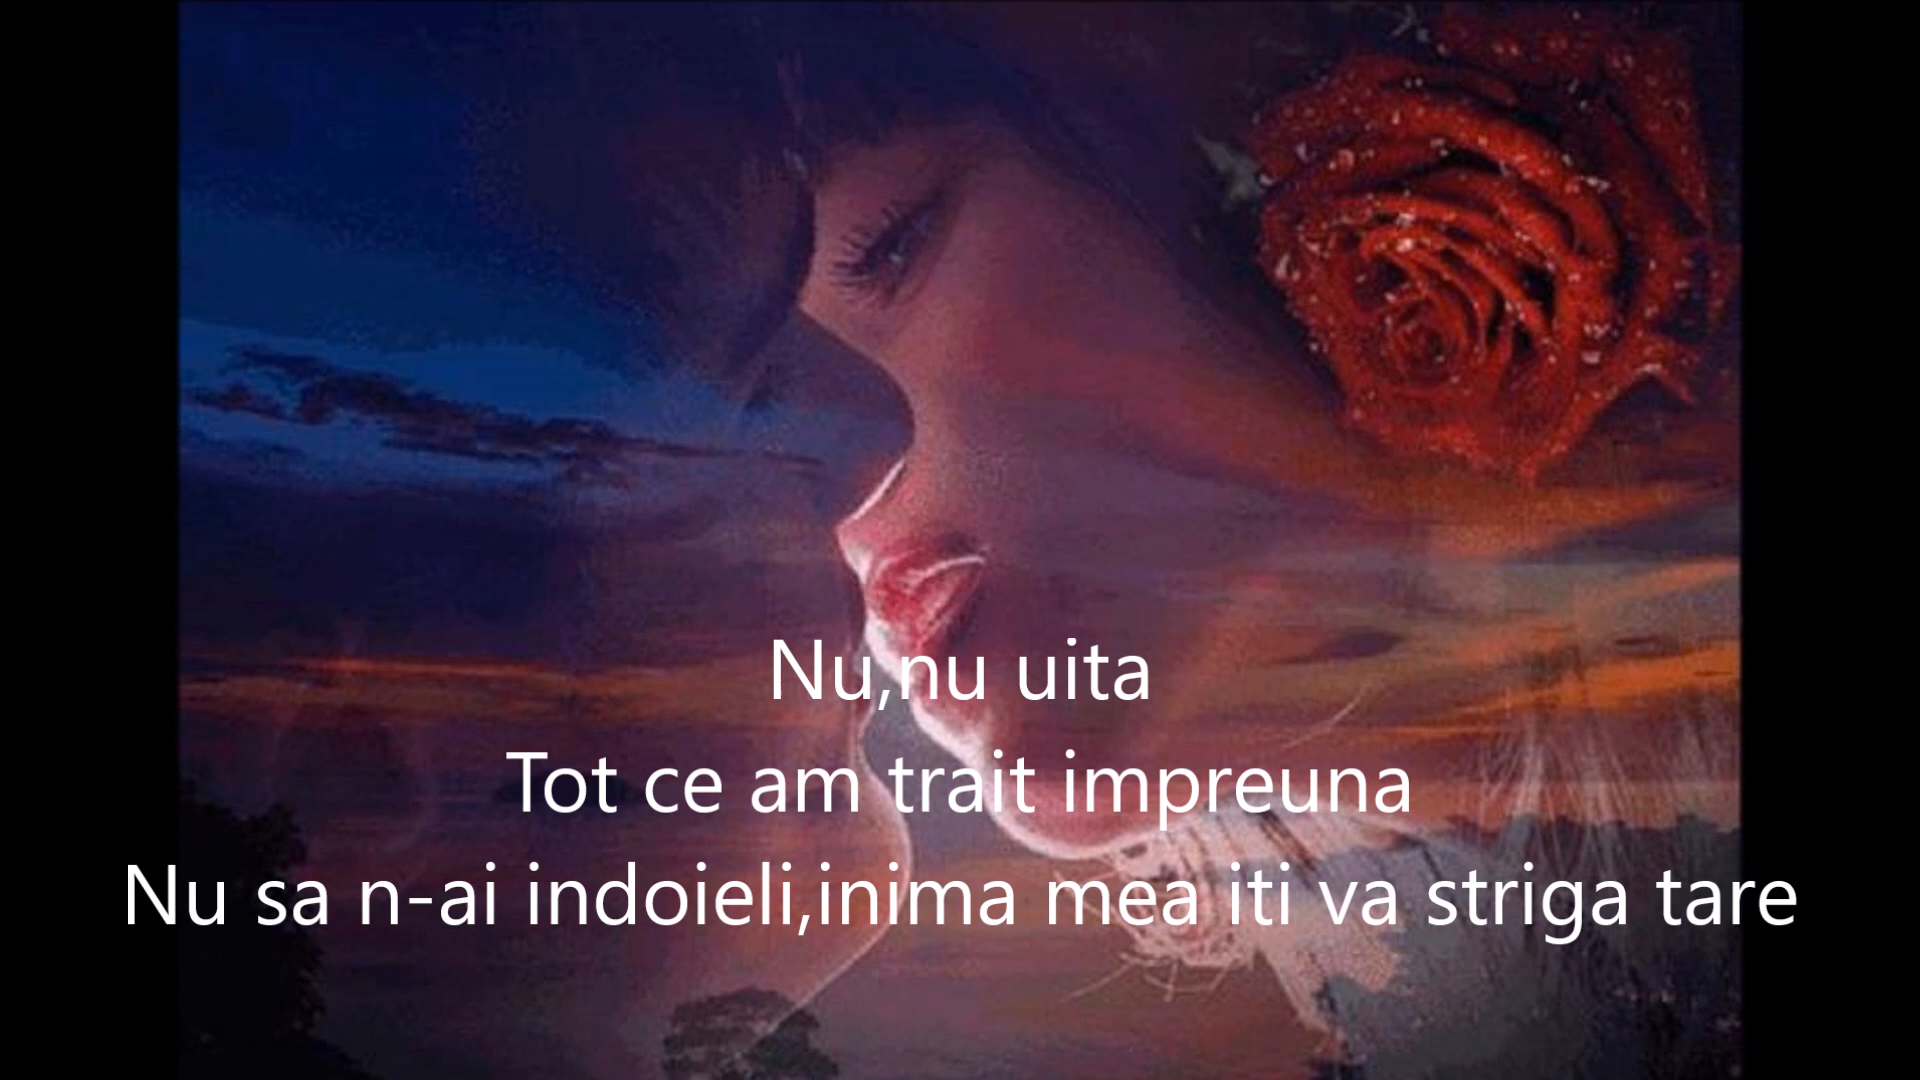 Nu,nu uita
Tot ce am trait impreuna
Nu sa n-ai indoieli,inima mea iti va striga tare